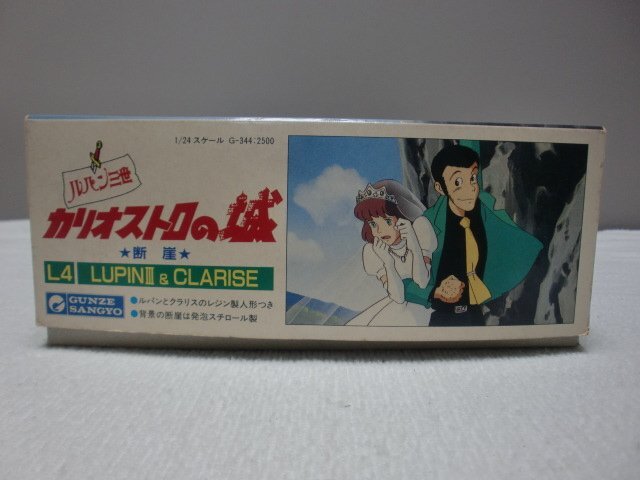 1/24 スケール G-344:2500
ルパン三世
カリオストロの城
★断崖★
L4 LUPINⅢ & CLARISE
GUNZE
SANGYO
●ルパンとクラリスのレジン製人形つき
●背景の断崖は発泡スチロール製